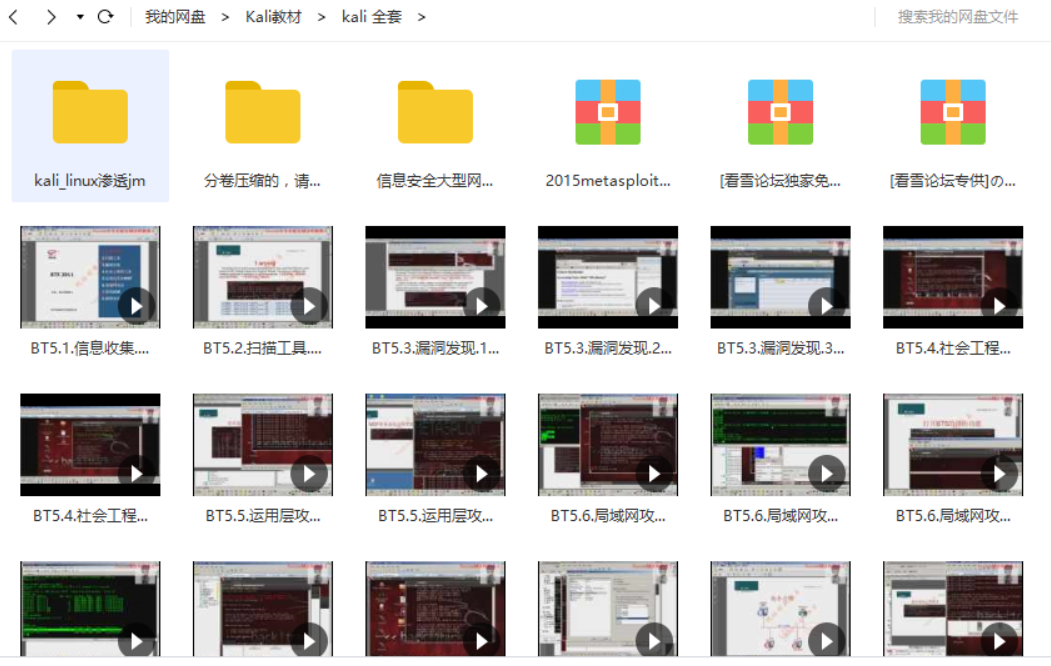 我的网盘 > Kali教材 > kali 全套 >
搜索我的网盘文件
kali_linux渗透jm
分卷压缩的，请...
信息安全大型网...
2015metasploit...
[看雪论坛独家免...
[看雪论坛专供]の...
BT5.1.信息收集....
BT5.2.扫描工具....
BT5.3.漏洞发现.1...
BT5.3.漏洞发现.2...
BT5.3.漏洞发现.3...
BT5.4.社会工程...
BT5.4.社会工程...
BT5.5.运用层攻...
BT5.5.运用层攻...
BT5.6.局域网攻...
BT5.6.局域网攻...
BT5.6.局域网攻...